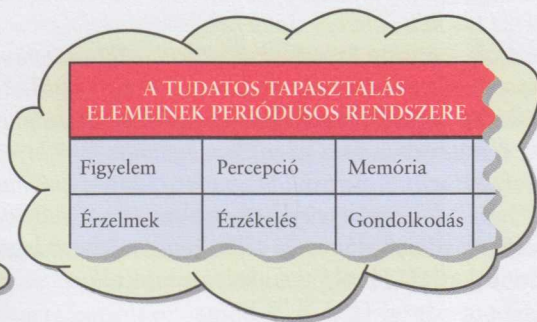 A TUDATOS TAPASZTALÁS
ELEMEINEK PERIÓDUSOS RENDSZERE
Figyelem Percepció Memória
Érzelmek Érzékelés Gondolkodás